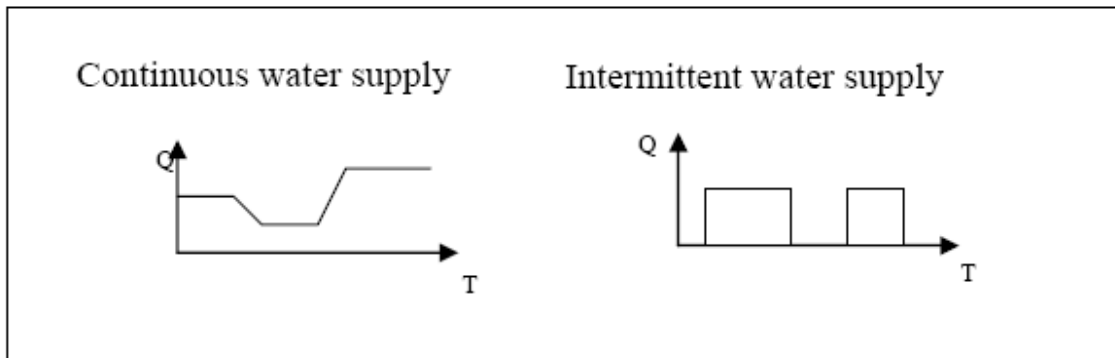 Continuous water supply
Intermittent water supply
Q
Q
T
T